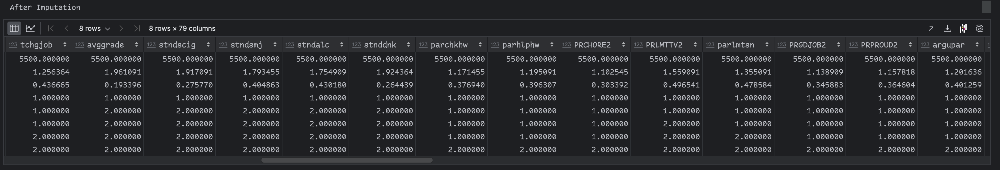 After Imputation
8 rows 8 rows × 79 columns
123 tchgjob 123 avggrade 123 stndscig 123 stndsmj 123 stndalc 123 stnddnk 123 parchkhw 123 parhlphw 123 PRCHORE2 123 PRLMTTV2 123 parlmtsn 123 PRGDJOB2 123 PRPROUD2 123 argupar
5500.000000 5500.000000 5500.000000 5500.000000 5500.000000 5500.000000 5500.000000 5500.000000 5500.000000 5500.000000 5500.000000 5500.000000 5500.000000 5500.000000
1.256364 1.961091 1.917091 1.793455 1.754909 1.924364 1.171455 1.195091 1.102545 1.559091 1.355091 1.138909 1.157818 1.201636
0.436665 0.193396 0.275770 0.404863 0.430180 0.264439 0.376940 0.396307 0.303392 0.496541 0.478584 0.345883 0.364604 0.401259
1.000000 1.000000 1.000000 1.000000 1.000000 1.000000 1.000000 1.000000 1.000000 1.000000 1.000000 1.000000 1.000000 1.000000
1.000000 2.000000 2.000000 2.000000 2.000000 2.000000 1.000000 1.000000 1.000000 1.000000 1.000000 1.000000 1.000000 1.000000
1.000000 2.000000 2.000000 2.000000 2.000000 2.000000 1.000000 1.000000 1.000000 2.000000 1.000000 1.000000 1.000000 1.000000
2.000000 2.000000 2.000000 2.000000 2.000000 2.000000 1.000000 1.000000 1.000000 2.000000 2.000000 1.000000 1.000000 1.000000
2.000000 2.000000 2.000000 2.000000 2.000000 2.000000 2.000000 2.000000 2.000000 2.000000 2.000000 2.000000 2.000000 2.000000